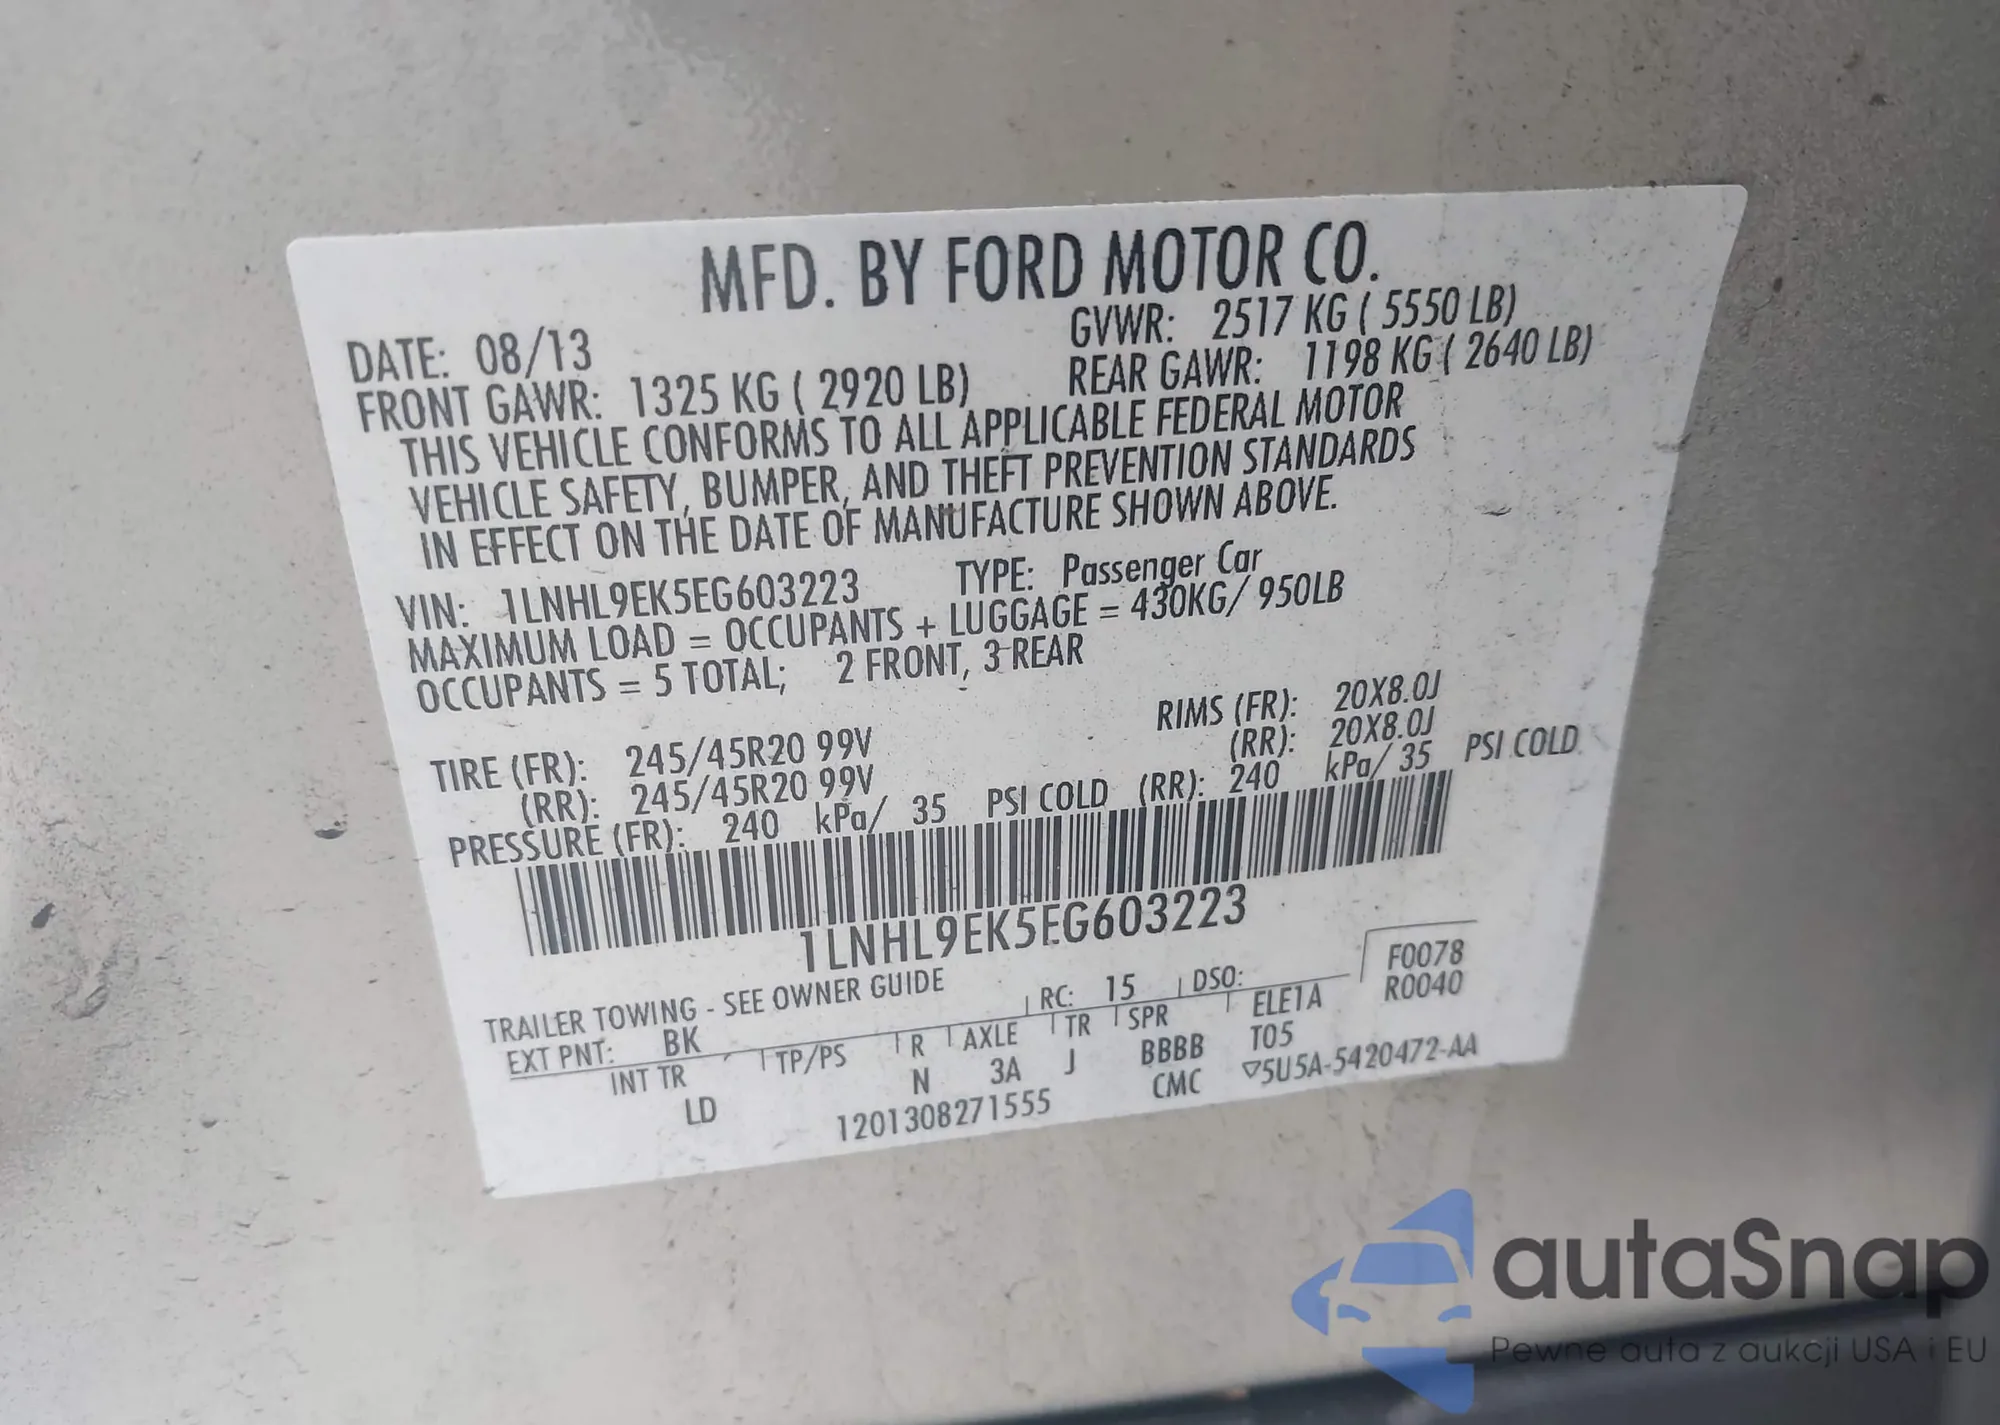 MFD. BY FORD MOTOR CO.
DATE: 08/13 GVWR: 2517 KG ( 5550 LB)
FRONT GAWR: 1325 KG ( 2920 LB) REAR GAWR: 1198 KG ( 2640 LB)
THIS VEHICLE CONFORMS TO ALL APPLICABLE FEDERAL MOTOR
VEHICLE SAFETY, BUMPER, AND THEFT PREVENTION STANDARDS
IN EFFECT ON THE DATE OF MANUFACTURE SHOWN ABOVE.
VIN: 1LNHL9EK5EG603223 TYPE: Passenger Car
MAXIMUM LOAD = OCCUPANTS + LUGGAGE = 430KG/ 950LB
OCCUPANTS = 5 TOTAL; 2 FRONT, 3 REAR
TIRE (FR): 245/45R20 99V RIMS (FR): 20X8.0J
(RR): 245/45R20 99V (RR): 20X8.0J
PRESSURE (FR): 240 kPa/ 35 PSI COLD (RR): 240 kPa/ 35 PSI COLD
1LNHL9EK5EG603223
TRAILER TOWING - SEE OWNER GUIDE F0078
EXT PNT: BK RC: 15 DSO: R0040
INT TR TP/PS R AXLE TR SPR ELE1A
LD N 3A J BBBB T05
1201308271555 CMC ▽5U5A-5420472-AA
autaSnap
Pewne auta z aukcji USA i EU